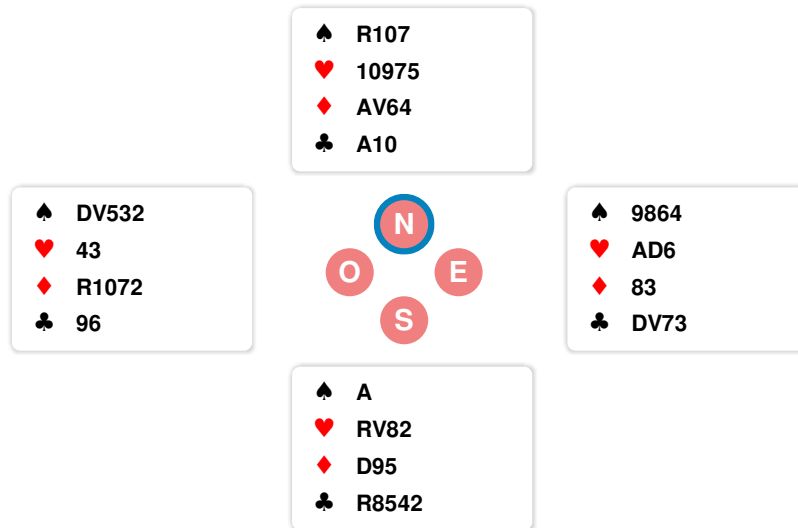 ♠ R107
♥ 10975
♦ AV64
♣ A10
♠ DV532
♥ 43
♦ R1072
♣ 96
N
O E
S
♠ 9864
♥ AD6
♦ 83
♣ DV73
♠ A
♥ RV82
♦ D95
♣ R8542